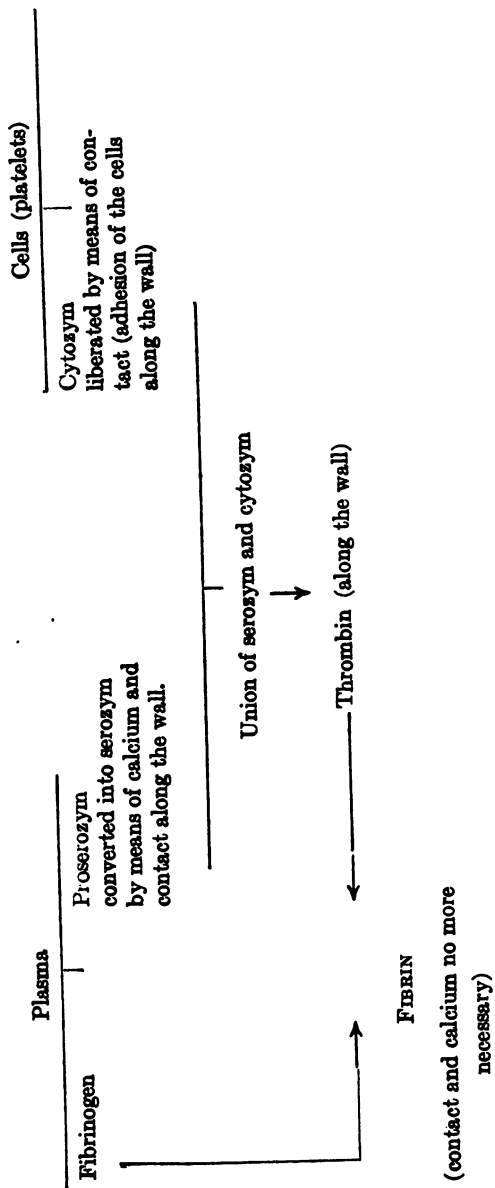 Plasma
Cells (platelets)
Fibrinogen
Proserozym
converted into serozym
by means of calcium and
contact along the wall.
Cytozym
liberated by means of con-
tact (adhesion of the cells
along the wall)
Union of serozym and cytozym
Thrombin (along the wall)
FIBRIN
(contact and calcium no more
necessary)